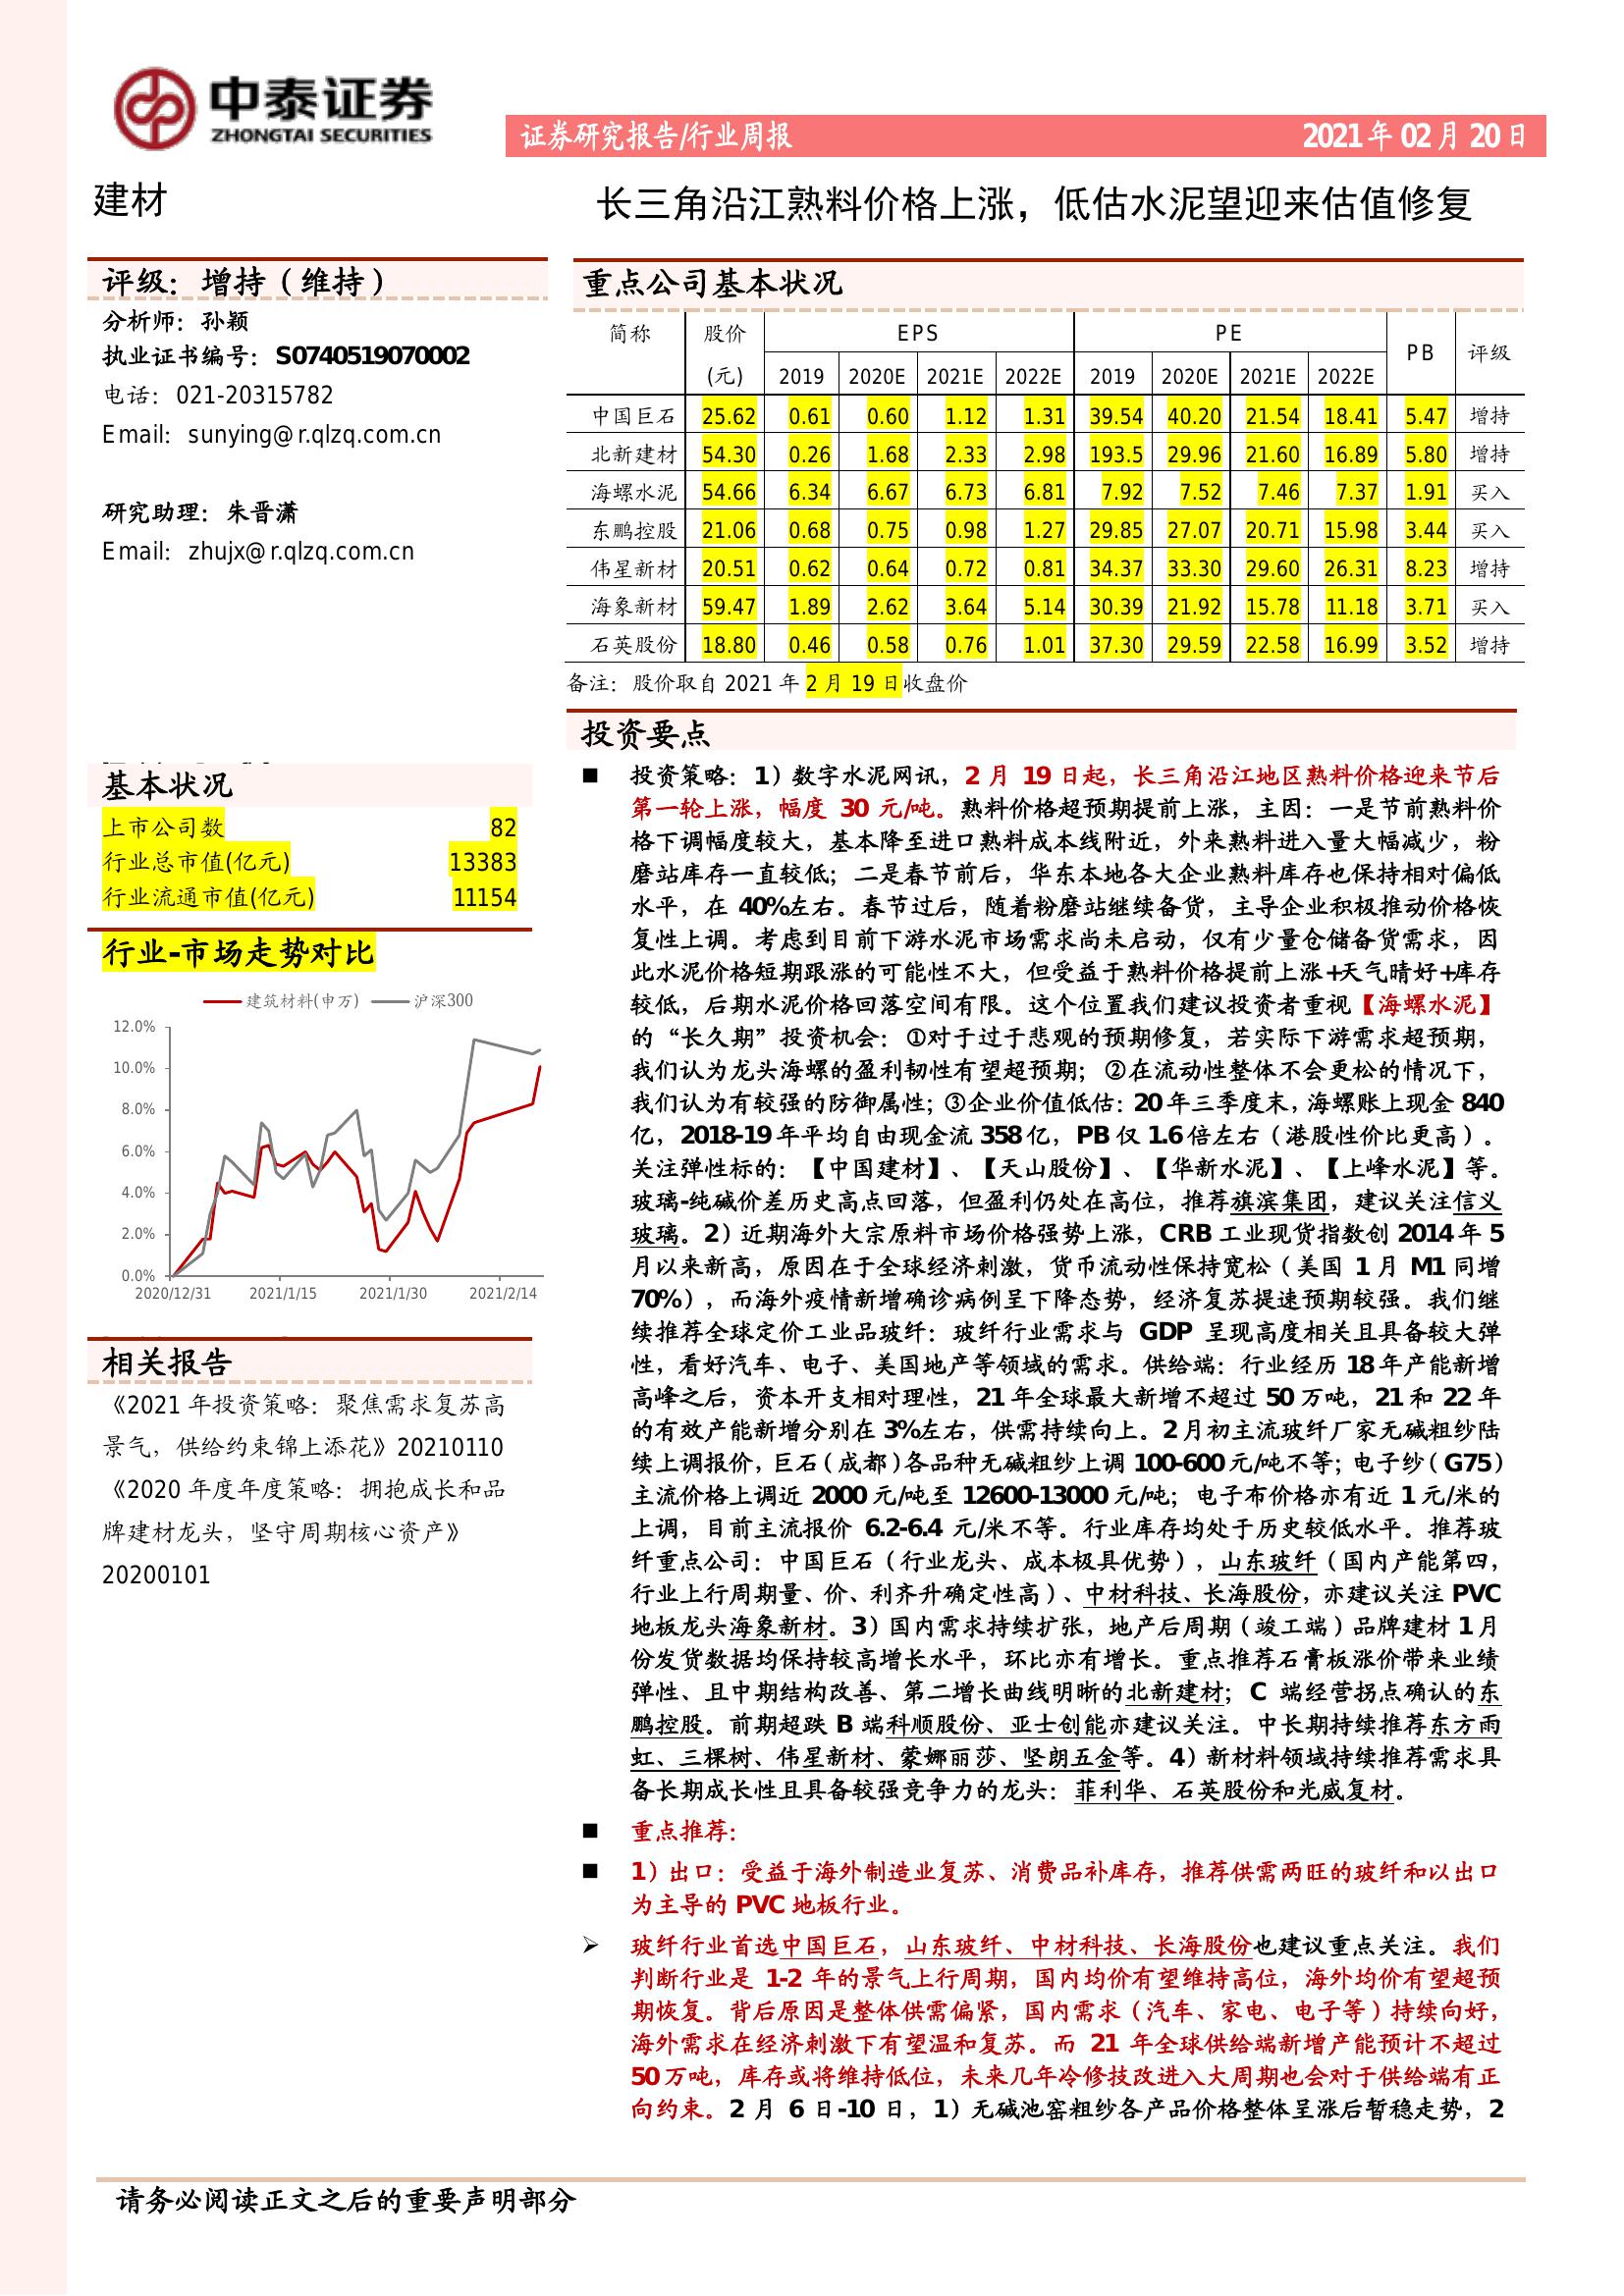 中泰证券
ZHONGTAI SECURITIES
证券研究报告/行业周报 2021年02月20日
建材
长三角沿江熟料价格上涨，低估水泥望迎来估值修复
评级：增持（维持）
分析师：孙颖
执业证书编号：S0740519070002
电话：021-20315782
Email：sunying@r.qlzq.com.cn
研究助理：朱晋潇
Email：zhujx@r.qlzq.com.cn
基本状况
上市公司数 82
行业总市值(亿元) 13383
行业流通市值(亿元) 11154
行业-市场走势对比
建筑材料(申万) 沪深300
12.0%
10.0%
8.0%
6.0%
4.0%
2.0%
0.0%
2020/12/31 2021/1/15 2021/1/30 2021/2/14
相关报告
《2021年投资策略：聚焦需求复苏高
景气，供给约束锦上添花》20210110
《2020年度年度策略：拥抱成长和品
牌建材龙头，坚守周期核心资产》
20200101
重点公司基本状况
简称 股价 EPS PE PB 评级
(元) 2019 2020E 2021E 2022E 2019 2020E 2021E 2022E
中国巨石 25.62 0.61 0.60 1.12 1.31 39.54 40.20 21.54 18.41 5.47 增持
北新建材 54.30 0.26 1.68 2.33 2.98 193.5 29.96 21.60 16.89 5.80 增持
海螺水泥 54.66 6.34 6.67 6.73 6.81 7.92 7.52 7.46 7.37 1.91 买入
东鹏控股 21.06 0.68 0.75 0.98 1.27 29.85 27.07 20.71 15.98 3.44 买入
伟星新材 20.51 0.62 0.64 0.72 0.81 34.37 33.30 29.60 26.31 8.23 增持
海象新材 59.47 1.89 2.62 3.64 5.14 30.39 21.92 15.78 11.18 3.71 买入
石英股份 18.80 0.46 0.58 0.76 1.01 37.30 29.59 22.58 16.99 3.52 增持
备注：股价取自2021年2月19日收盘价
投资要点
■ 投资策略：1）数字水泥网讯，2月19日起，长三角沿江地区熟料价格迎来节后
第一轮上涨，幅度30元/吨。熟料价格超预期提前上涨，主因：一是节前熟料价
格下调幅度较大，基本降至进口熟料成本线附近，外来熟料进入量大幅减少，粉
磨站库存一直较低；二是春节前后，华东本地各大企业熟料库存也保持相对偏低
水平，在40%左右。春节过后，随着粉磨站继续备货，主导企业积极推动价格恢
复性上调。考虑到目前下游水泥市场需求尚未启动，仅有少量仓储备货需求，因
此水泥价格短期跟涨的可能性不大，但受益于熟料价格提前上涨+天气晴好+库存
较低，后期水泥价格回落空间有限。这个位置我们建议投资者重视【海螺水泥】
的“长久期”投资机会：①对于过于悲观的预期修复，若实际下游需求超预期，
我们认为龙头海螺的盈利韧性有望超预期；②在流动性整体不会更松的情况下，
我们认为有较强的防御属性；③企业价值低估：20年三季度末，海螺账上现金840
亿，2018-19年平均自由现金流358亿，PB仅1.6倍左右（港股性价比更高）。
关注弹性标的：【中国建材】、【天山股份】、【华新水泥】、【上峰水泥】等。
玻璃-纯碱价差历史高点回落，但盈利仍处在高位，推荐旗滨集团，建议关注信义
玻璃。2）近期海外大宗原料市场价格强势上涨，CRB工业现货指数创2014年5
月以来新高，原因在于全球经济刺激，货币流动性保持宽松（美国1月M1同增
70%），而海外疫情新增确诊病例呈下降态势，经济复苏提速预期较强。我们继
续推荐全球定价工业品玻纤：玻纤行业需求与GDP呈现高度相关且具备较大弹
性，看好汽车、电子、美国地产等领域的需求。供给端：行业经历18年产能新增
高峰之后，资本开支相对理性，21年全球最大新增不超过50万吨，21和22年
的有效产能新增分别在3%左右，供需持续向上。2月初主流玻纤厂家无碱粗纱陆
续上调报价，巨石（成都）各品种无碱粗纱上调100-600元/吨不等；电子纱（G75）
主流价格上调近2000元/吨至12600-13000元/吨；电子布价格亦有近1元/米的
上调，目前主流报价6.2-6.4元/米不等。行业库存均处于历史较低水平。推荐玻
纤重点公司：中国巨石（行业龙头、成本极具优势），山东玻纤（国内产能第四，
行业上行周期量、价、利齐升确定性高）、中材科技、长海股份，亦建议关注PVC
地板龙头海象新材。3）国内需求持续扩张，地产后周期（竣工端）品牌建材1月
份发货数据均保持较高增长水平，环比亦有增长。重点推荐石膏板涨价带来业绩
弹性、且中期结构改善、第二增长曲线明晰的北新建材；C端经营拐点确认的东
鹏控股。前期超跌B端科顺股份、亚士创能亦建议关注。中长期持续推荐东方雨
虹、三棵树、伟星新材、蒙娜丽莎、坚朗五金等。4）新材料领域持续推荐需求具
备长期成长性且具备较强竞争力的龙头：菲利华、石英股份和光威复材。
■ 重点推荐：
■ 1）出口：受益于海外制造业复苏、消费品补库存，推荐供需两旺的玻纤和以出口
为主导的PVC地板行业。
➢ 玻纤行业首选中国巨石，山东玻纤、中材科技、长海股份也建议重点关注。我们
判断行业是1-2年的景气上行周期，国内均价有望维持高位，海外均价有望超预
期恢复。背后原因是整体供需偏紧，国内需求（汽车、家电、电子等）持续向好，
海外需求在经济刺激下有望温和复苏。而21年全球供给端新增产能预计不超过
50万吨，库存或将维持低位，未来几年冷修技改进入大周期也会对于供给端有正
向约束。2月6日-10日，1）无碱池窑粗纱各产品价格整体呈涨后暂稳走势，2
请务必阅读正文之后的重要声明部分